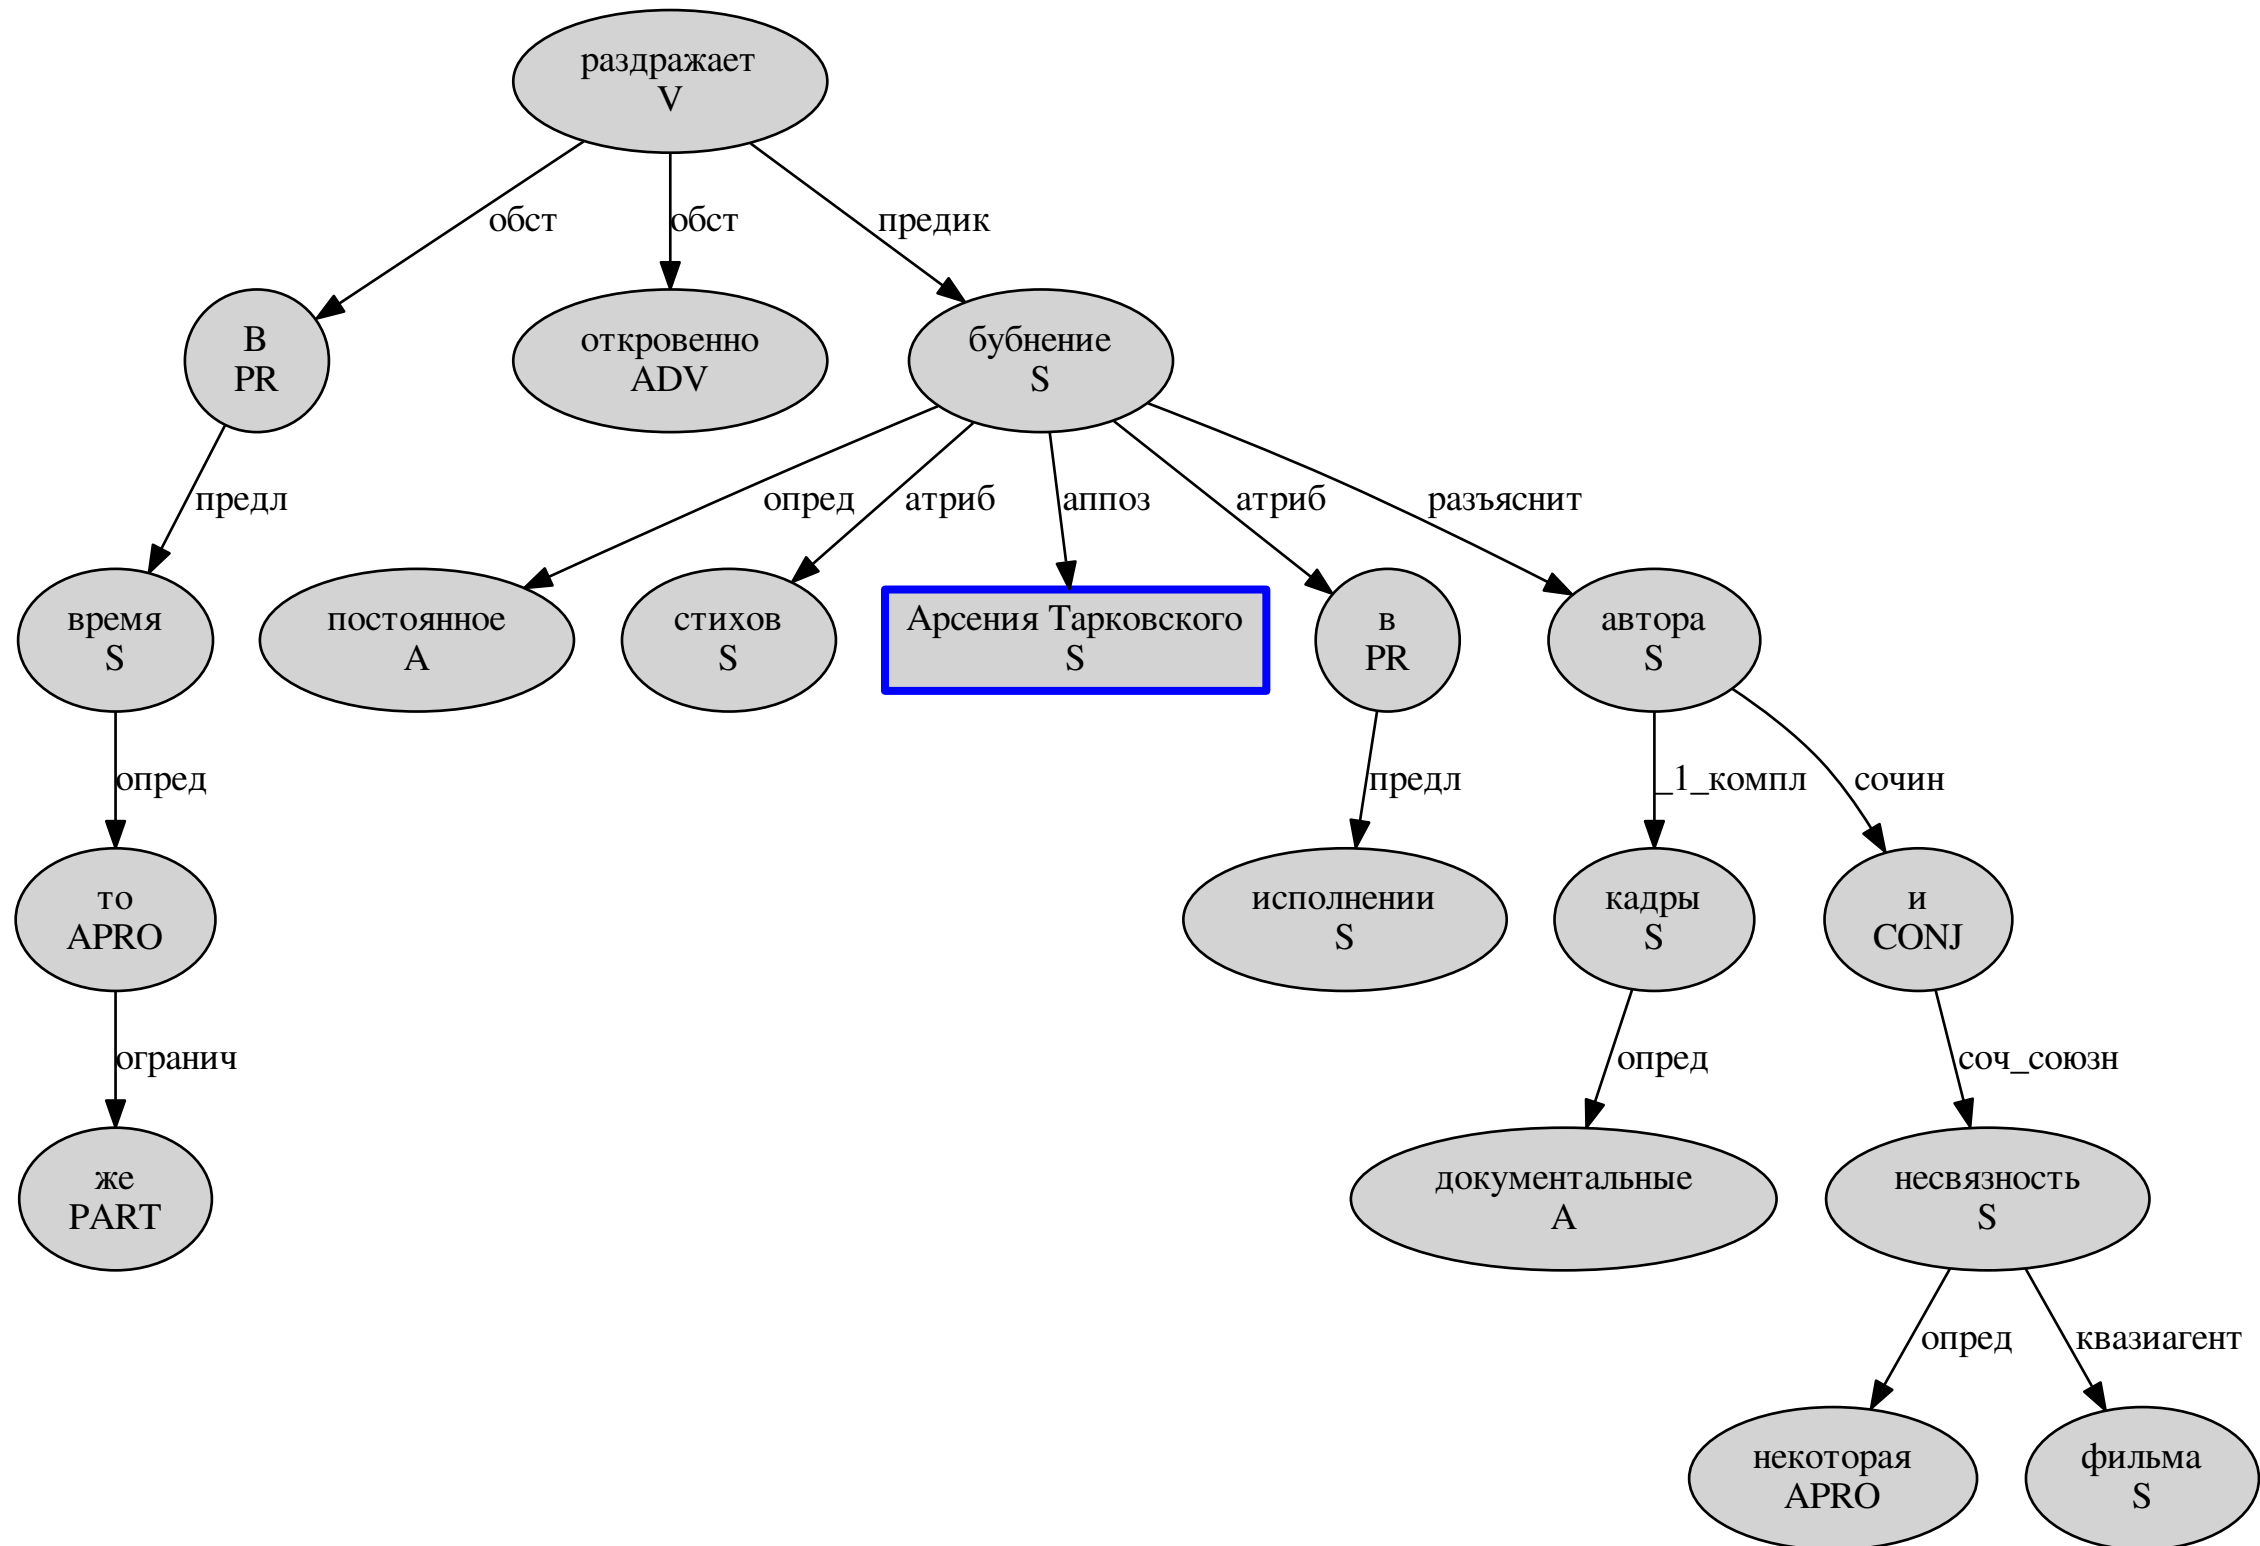 раздражает
V
обст
обст
предик
В
PR
откровенно
ADV
бубнение
S
предл
опред
атриб
аппоз
атриб
разъяснит
время
S
постоянное
A
стихов
S
Арсения Тарковского
S
в
PR
автора
S
опред
предл
_1_компл
сочин
то
APRO
исполнении
S
кадры
S
и
CONJ
огранич
опред
соч_союзн
же
PART
документальные
A
несвязность
S
опред
квазиагент
некоторая
APRO
фильма
S